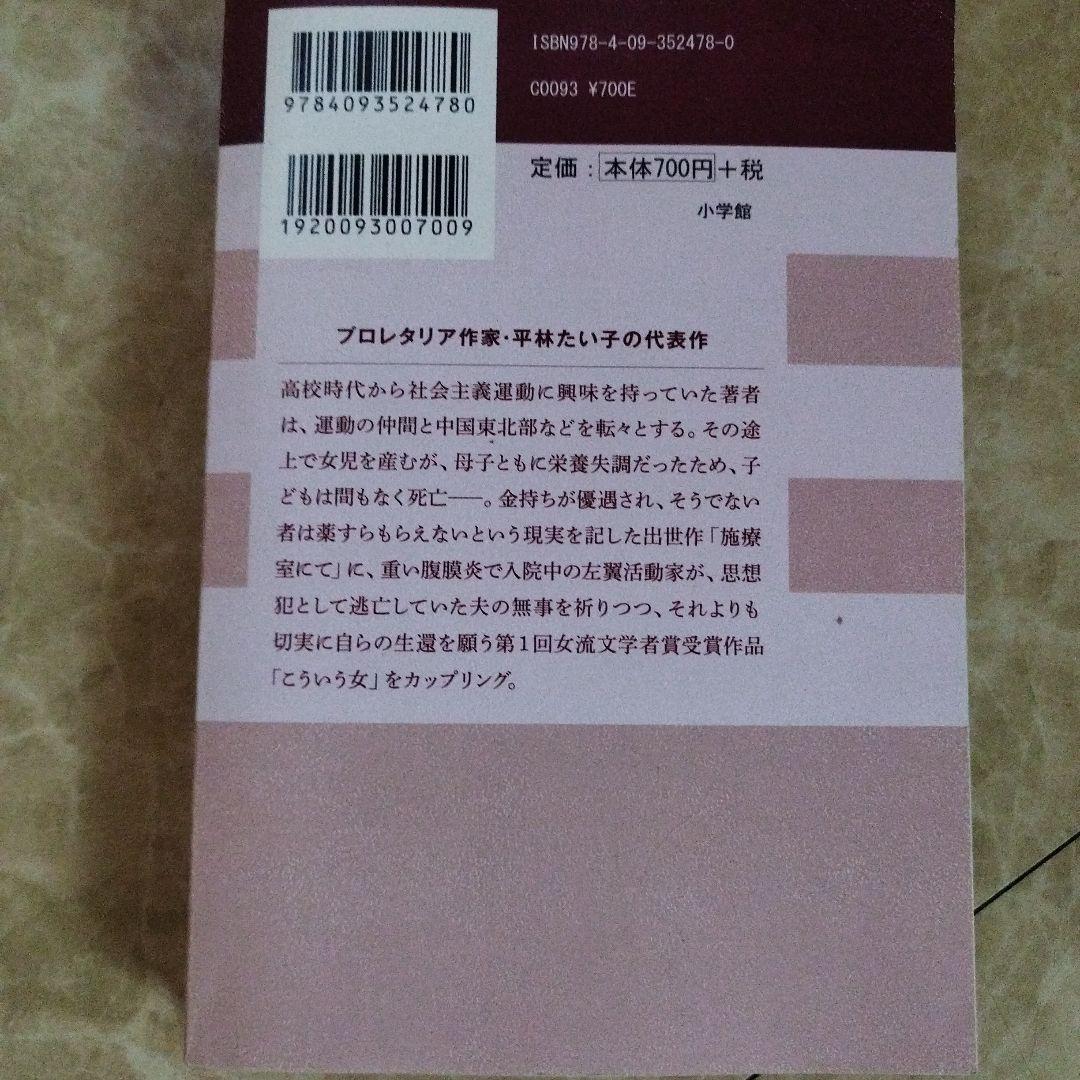 9784093524780
1920093007009
ISBN978-4-09-352478-0
C0093 ¥700E
定価：本体700円＋税
小学館
プロレタリア作家・平林たい子の代表作
高校時代から社会主義運動に興味を持っていた著者
は、運動の仲間と中国東北部などを転々とする。その途
上で女児を産むが、母子ともに栄養失調だったため、子
どもは間もなく死亡——。金持ちが優遇され、そうでない
者は薬すらもらえないという現実を記した出世作「施療
室にて」に、重い腹膜炎で入院中の左翼活動家が、思想
犯として逃亡していた夫の無事を祈りつつ、それよりも
切実に自らの生還を願う第1回女流文学者賞受賞作品
「こういう女」をカップリング。